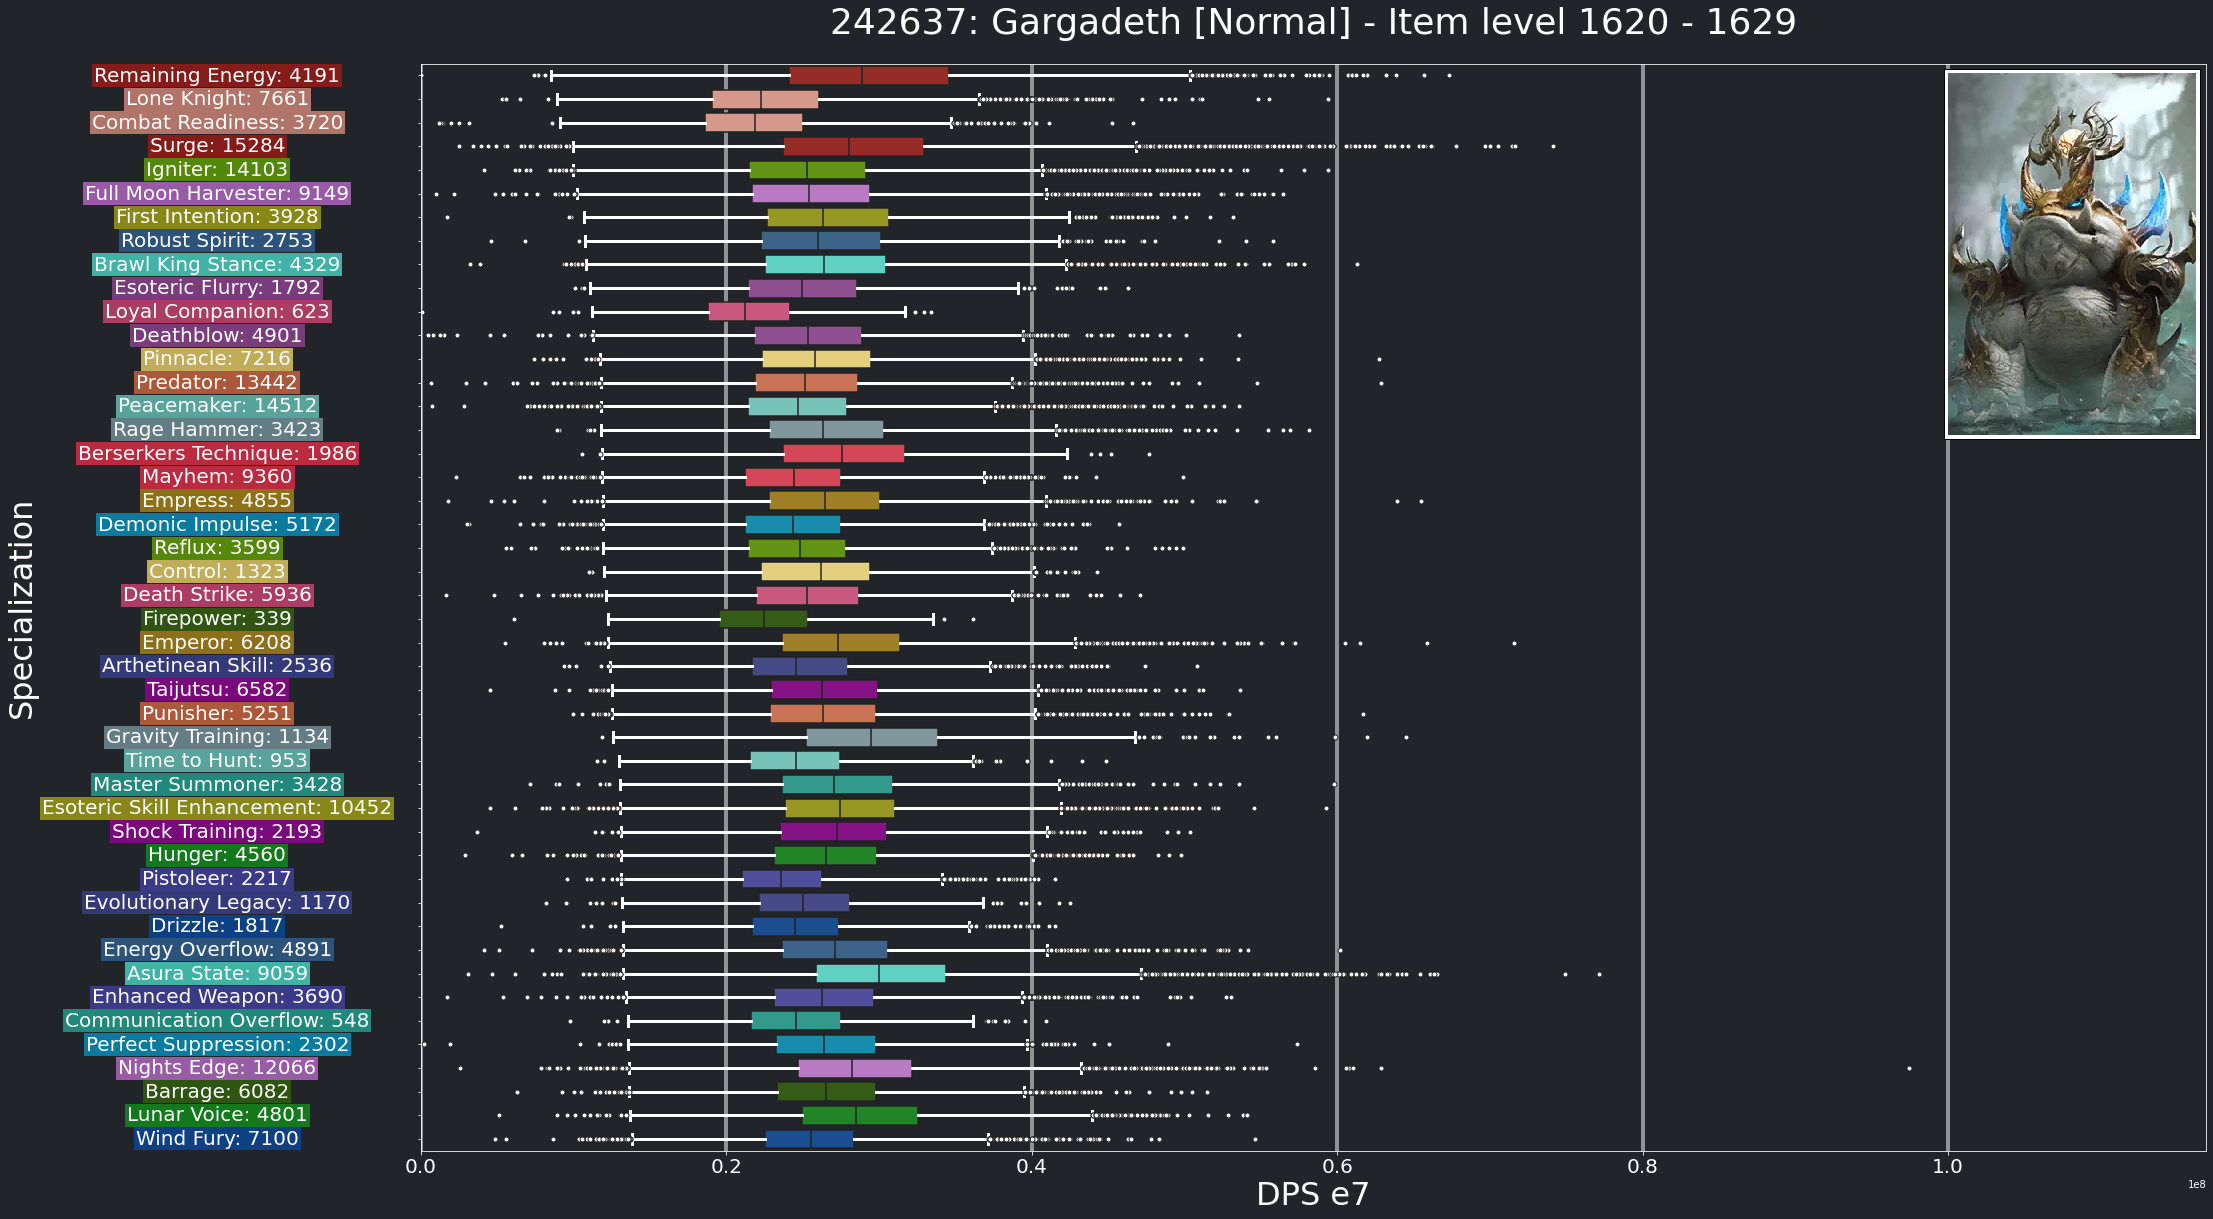 242637: Gargadeth [Normal] - Item level 1620 - 1629
Remaining Energy: 4191
Lone Knight: 7661
Combat Readiness: 3720
Surge: 15284
Igniter: 14103
Full Moon Harvester: 9149
First Intention: 3928
Robust Spirit: 2753
Brawl King Stance: 4329
Esoteric Flurry: 1792
Loyal Companion: 623
Deathblow: 4901
Pinnacle: 7216
Predator: 13442
Peacemaker: 14512
Rage Hammer: 3423
Berserkers Technique: 1986
Mayhem: 9360
Empress: 4855
Demonic Impulse: 5172
Reflux: 3599
Control: 1323
Death Strike: 5936
Firepower: 339
Emperor: 6208
Arthetinean Skill: 2536
Taijutsu: 6582
Punisher: 5251
Gravity Training: 1134
Time to Hunt: 953
Master Summoner: 3428
Esoteric Skill Enhancement: 10452
Shock Training: 2193
Hunger: 4560
Pistoleer: 2217
Evolutionary Legacy: 1170
Drizzle: 1817
Energy Overflow: 4891
Asura State: 9059
Enhanced Weapon: 3690
Communication Overflow: 548
Perfect Suppression: 2302
Nights Edge: 12066
Barrage: 6082
Lunar Voice: 4801
Wind Fury: 7100
Specialization
0.0 0.2 0.4 0.6 0.8 1.0
1e8
DPS e7